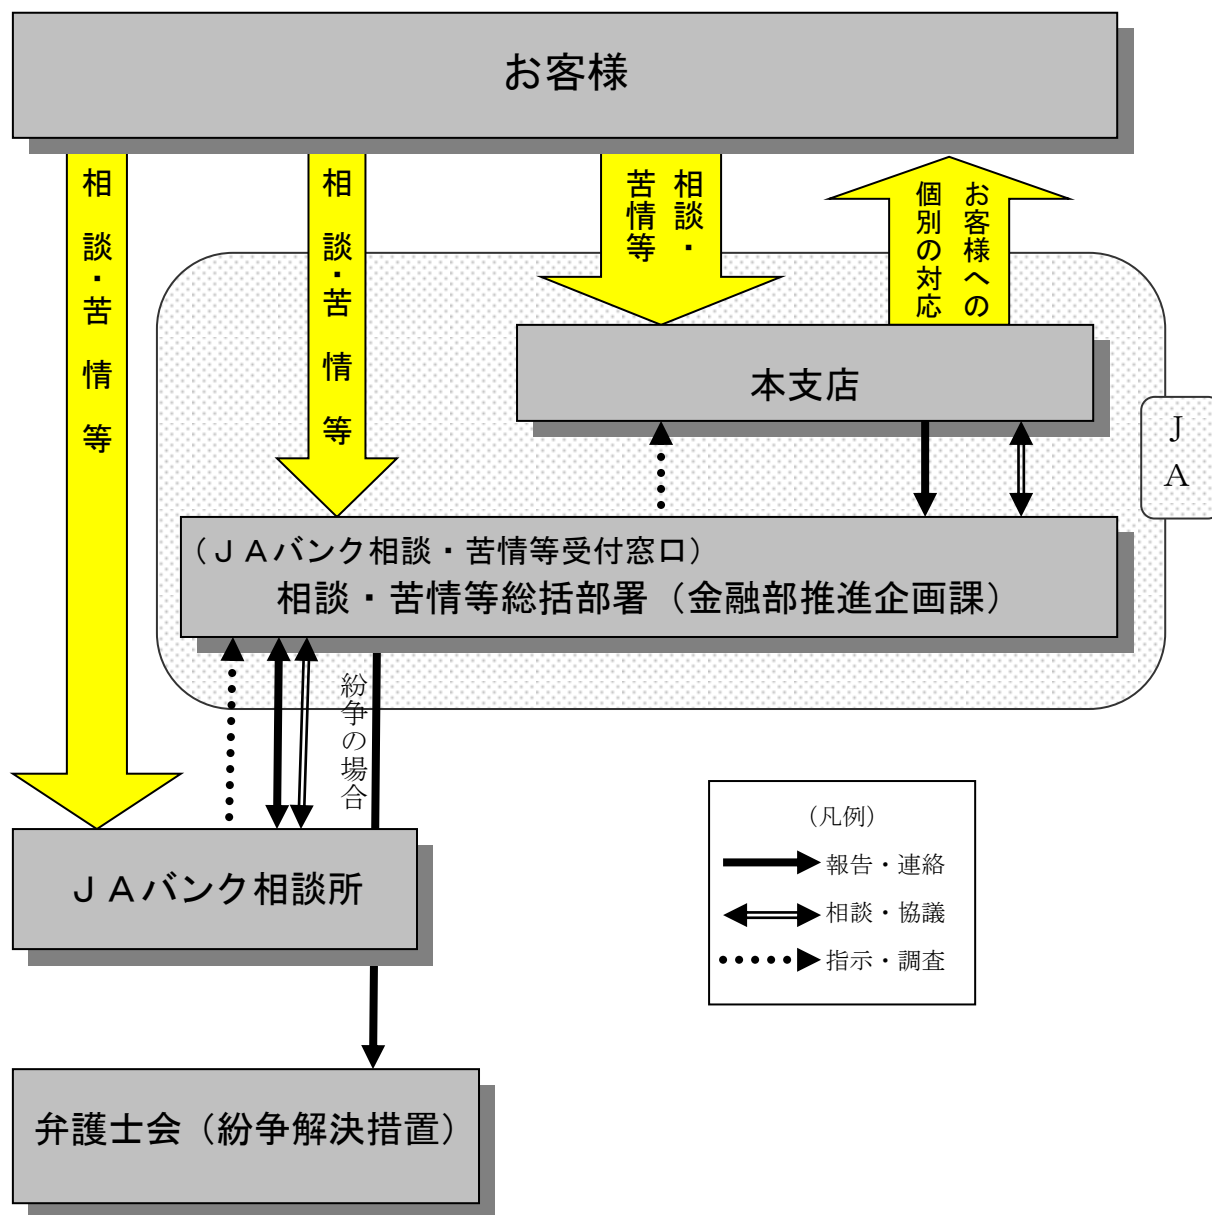 お客様
相談・苦情等
相談・苦情等
相談・
苦情等
お客様への
個別の対応
本支店
JA
（ＪＡバンク相談・苦情等受付窓口）
相談・苦情等総括部署（金融部推進企画課）
紛争の場合
ＪＡバンク相談所
（凡例）
報告・連絡
相談・協議
指示・調査
弁護士会（紛争解決措置）